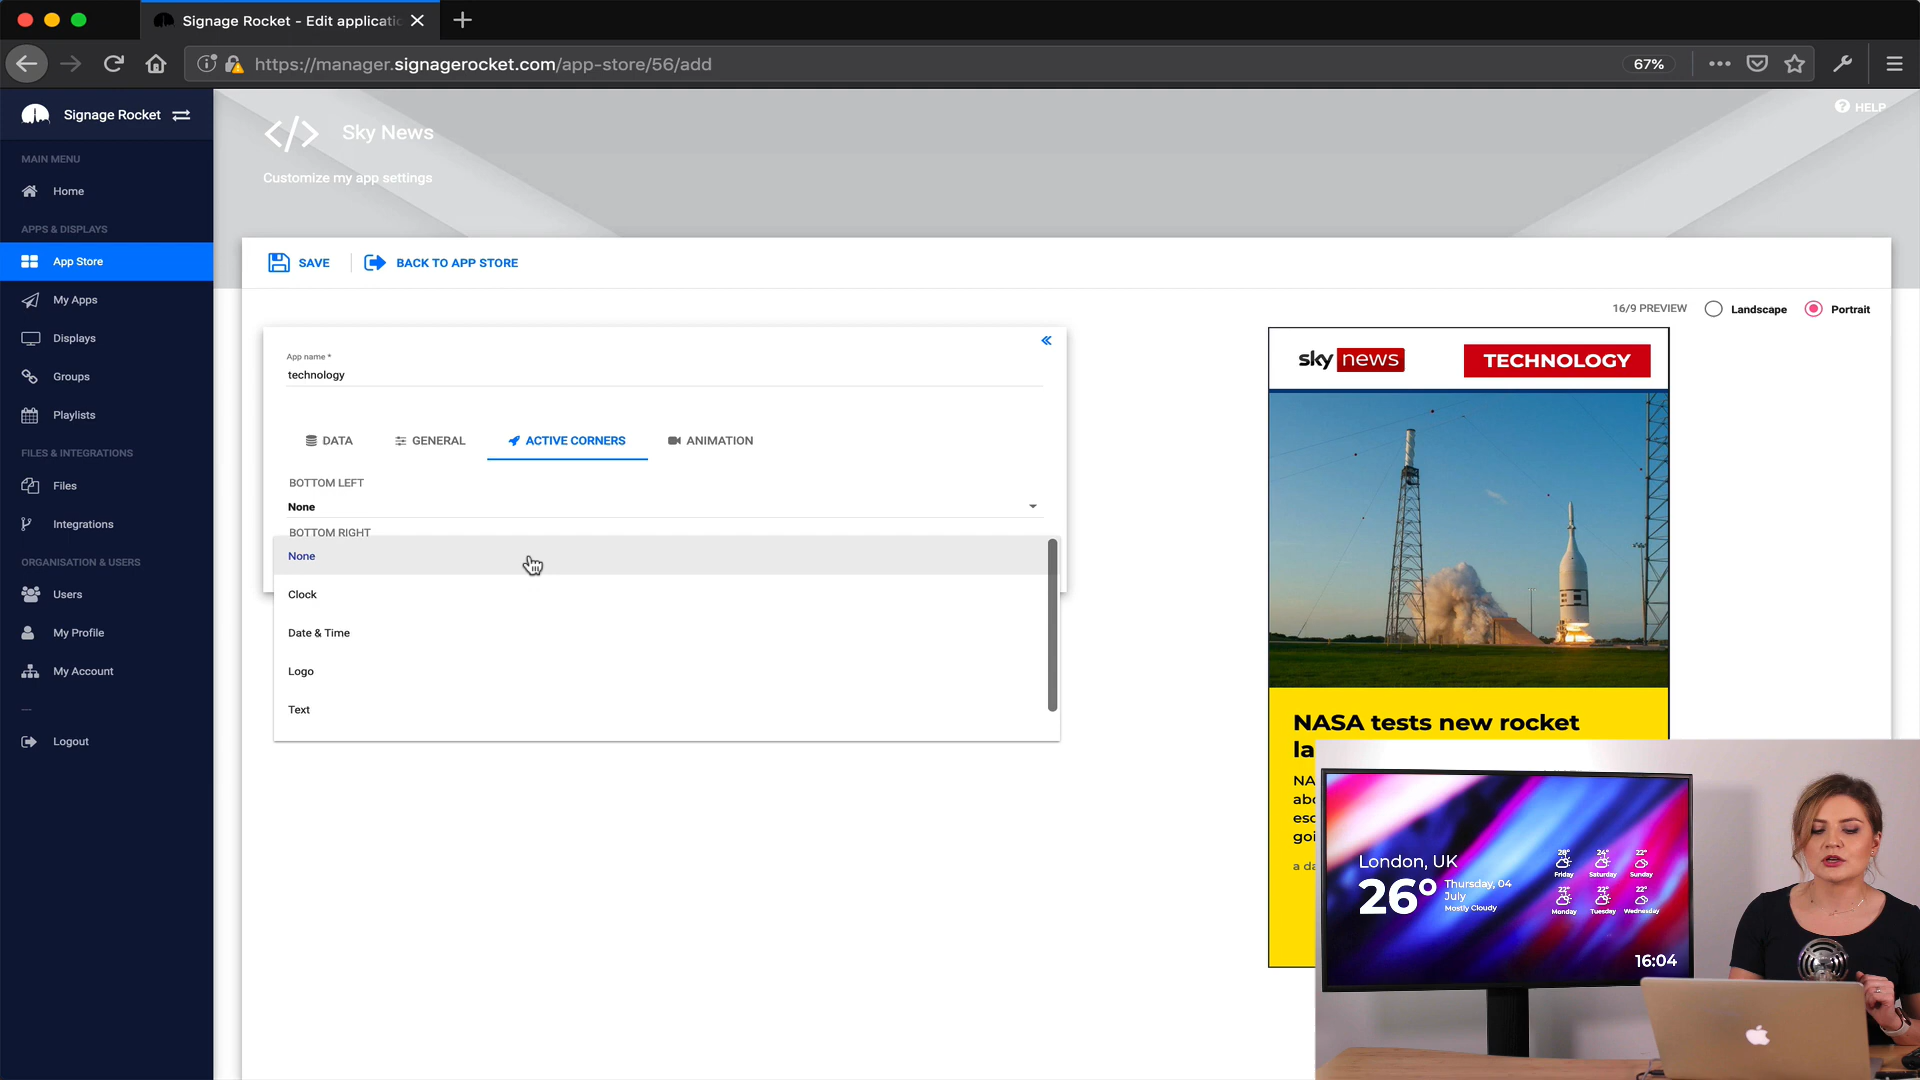 Signage Rocket - Edit applicatio
https://manager.signagerocket.com/app-store/56/add
67%
Signage Rocket
MAIN MENU
Home
APPS & DISPLAYS
App Store
My Apps
Displays
Groups
Playlists
FILES & INTEGRATIONS
Files
Integrations
ORGANISATION & USERS
Users
My Profile
My Account
---
Logout
HELP
</> Sky News
Customize my app settings
SAVE
BACK TO APP STORE
16/9 PREVIEW
Landscape
Portrait
App name *
technology
DATA
GENERAL
ACTIVE CORNERS
ANIMATION
BOTTOM LEFT
None
BOTTOM RIGHT
None
Clock
Date & Time
Logo
Text
sky news
TECHNOLOGY
NASA tests new rocket
la
NA
abo
esc
goi
a da
London, UK
26°
Thursday, 04
July
Mostly Cloudy
28° 24° 22°
Friday Saturday Sunday
22° 22° 22°
Monday Tuesday Wednesday
16:04